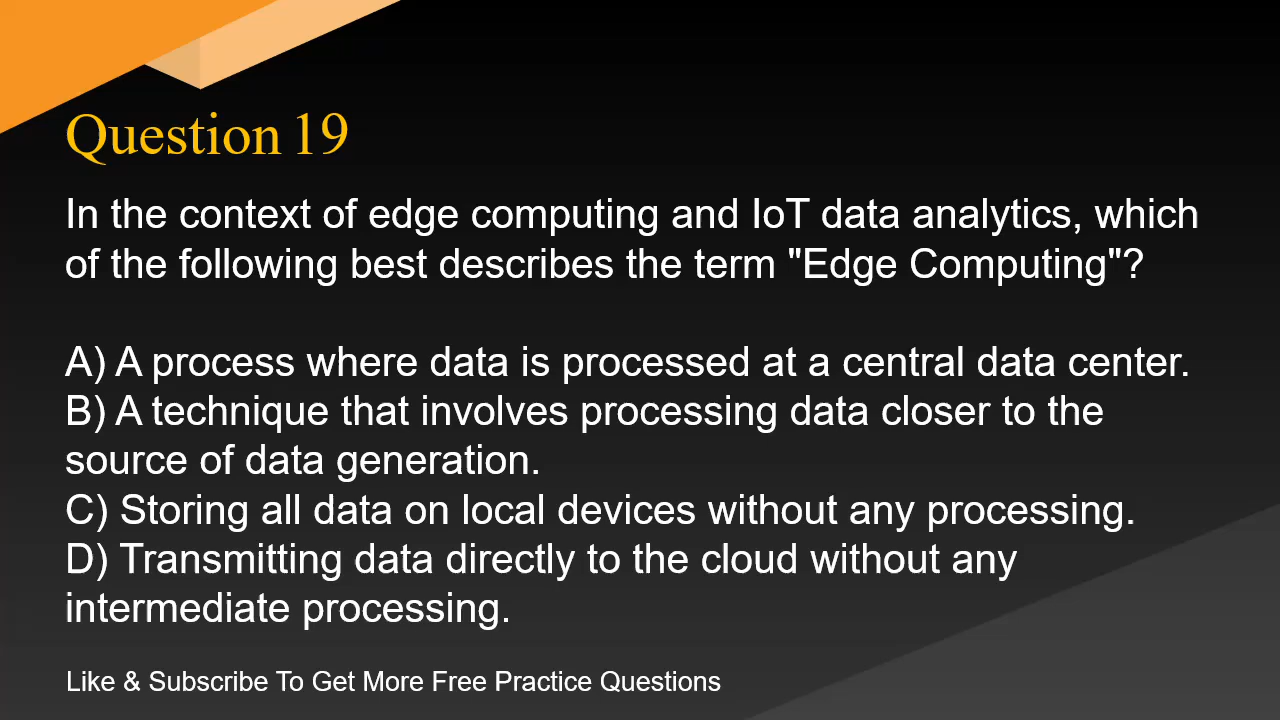 Question 19
In the context of edge computing and IoT data analytics, which
of the following best describes the term "Edge Computing"?
A) A process where data is processed at a central data center.
B) A technique that involves processing data closer to the
source of data generation.
C) Storing all data on local devices without any processing.
D) Transmitting data directly to the cloud without any
intermediate processing.
Like & Subscribe To Get More Free Practice Questions